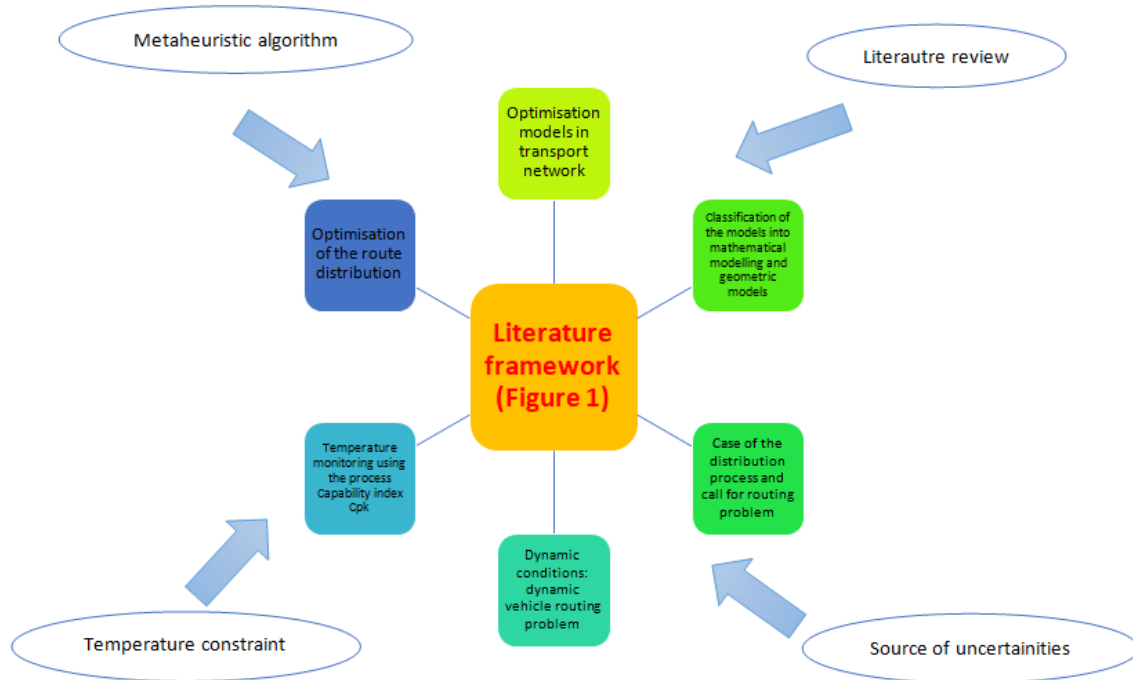 Metaheuristic algorithm
Literautre review
Optimisation
models in
transport
network
Optimisation
of the route
distribution
Classification of
the models into
mathematical
modelling and
geometric
models
Literature
framework
(Figure 1)
Temperature
monitoring using
the process
Capability index
Cpk
Case of the
distribution
process and
call for routing
problem
Dynamic
conditions:
dynamic
vehicle routing
problem
Temperature constraint
Source of uncertainities